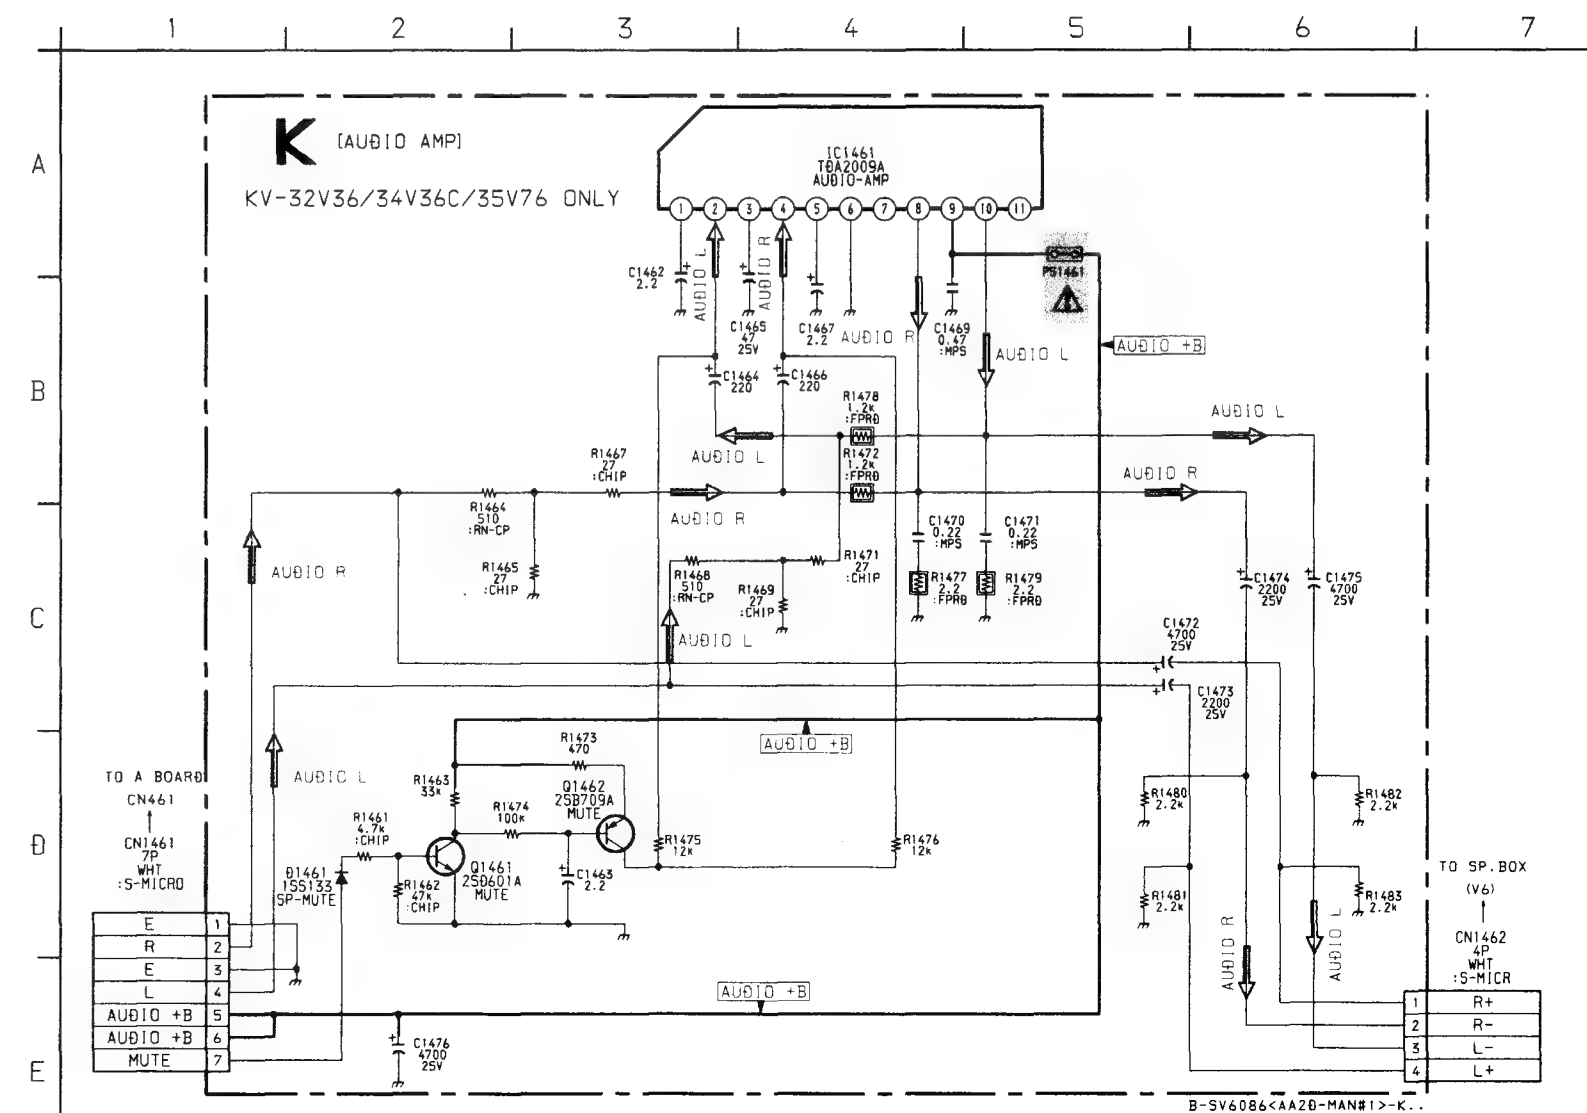 1 2 3 4 5 6 7
A
B
C
D
E
K [AUDIO AMP]
KV-32V36/34V36C/35V76 ONLY
IC1461
TDA2009A
AUDIO-AMP
1 2 3 4 5 6 7 8 9 10 11
C1462
2.2
AUDIO L
C1465
47
25V
AUDIO R
C1467
2.2
AUDIO R
C1469
0.47
:MPS
AUDIO L
PS1461
AUDIO +B
C1464
220
C1466
220
R1478
1.2k
:FPRD
AUDIO L
AUDIO L
R1472
1.2k
:FPRD
AUDIO R
R1467
27
:CHIP
R1464
510
:RN-CP
AUDIO R
AUDIO R
R1465
27
:CHIP
R1468
510
:RN-CP
R1469
27
:CHIP
R1471
27
:CHIP
C1470
0.22
:MPS
C1471
0.22
:MPS
R1477
2.2
:FPRD
R1479
2.2
:FPRD
C1474
2200
25V
C1475
4700
25V
AUDIO L
C1472
4700
25V
C1473
2200
25V
AUDIO +B
TO A BOARD
CN461
CN1461
7P
WHT
:S-MICRO
AUDIO L
R1463
33k
R1473
470
Q1462
2SB709A
MUTE
R1461
4.7k
:CHIP
R1474
100k
D1461
1SS133
SP-MUTE
R1462
47k
:CHIP
Q1461
2SD601A
MUTE
C1463
2.2
R1475
12k
R1476
12k
R1480
2.2k
R1482
2.2k
R1481
2.2k
R1483
2.2k
AUDIO R
AUDIO L
TO SP.BOX
(V6)
CN1462
4P
WHT
:S-MICR
E 1
R 2
E 3
L 4
AUDIO +B 5
AUDIO +B 6
MUTE 7
AUDIO +B
C1476
4700
25V
1 R+
2 R-
3 L-
4 L+
B-SV6086<AA2D-MAN#1>-K..